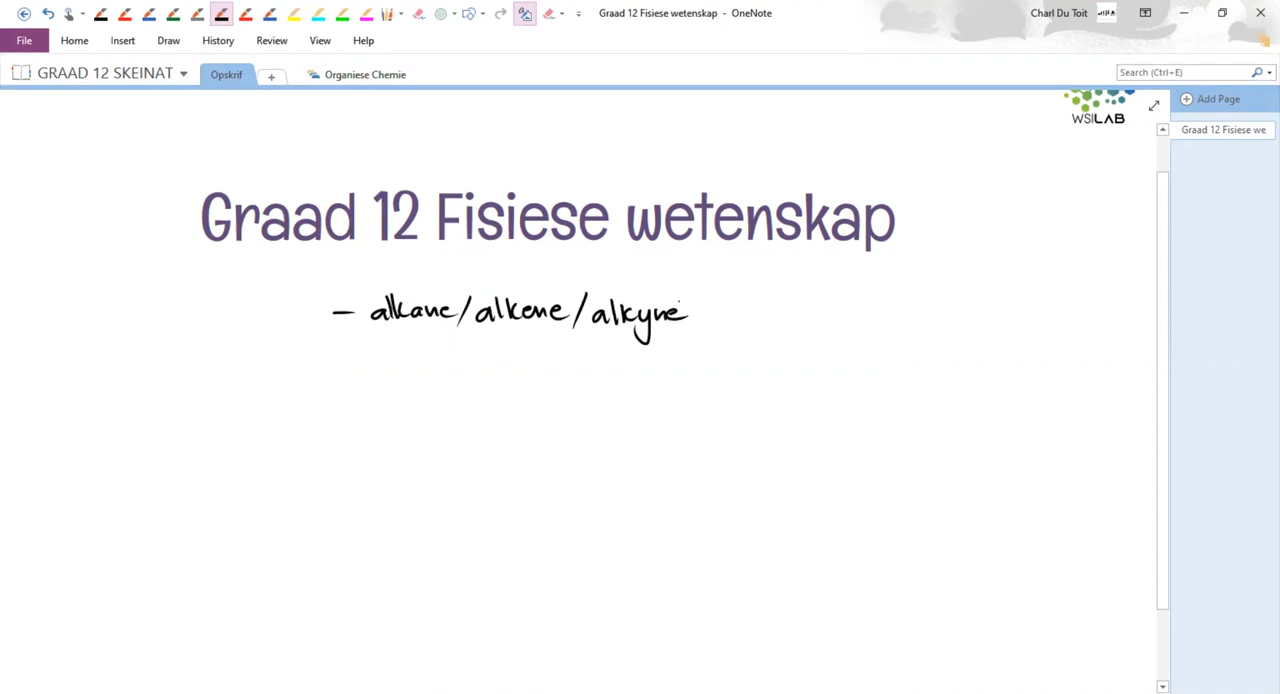 Graad 12 Fisiese wetenskap - OneNote
Charl Du Toit
File Home Insert Draw History Review View Help
GRAAD 12 SKEINAT Opskrif Organiese Chemie
Search (Ctrl+E)
WSILAB
Add Page
Graad 12 Fisiese we
Graad 12 Fisiese wetenskap
- alkane/alkene/alkyne